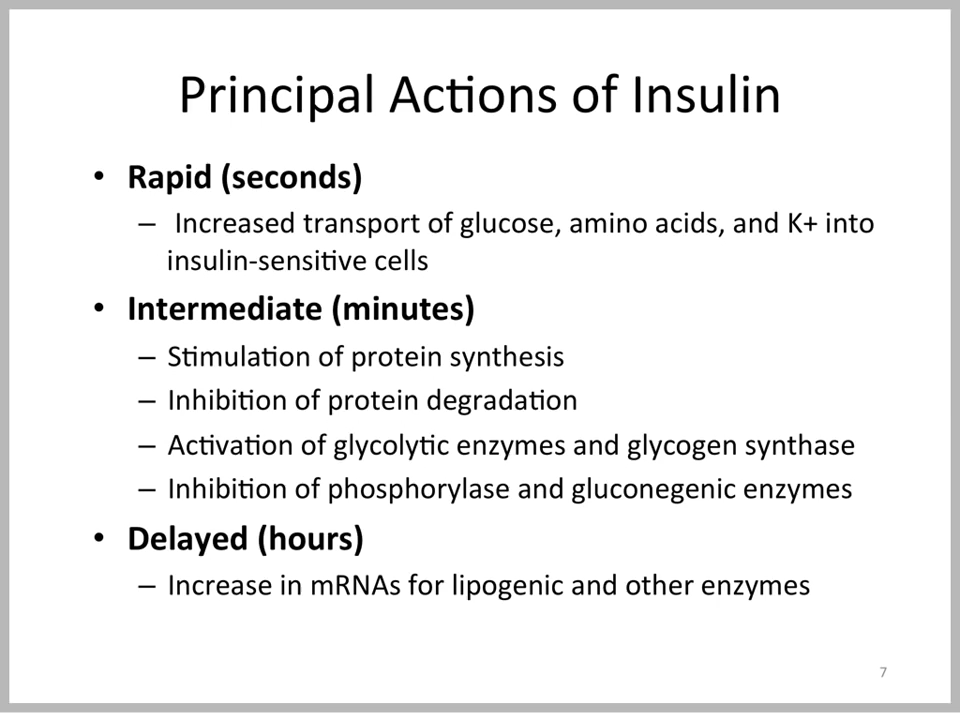 Principal Actions of Insulin
• Rapid (seconds)
– Increased transport of glucose, amino acids, and K+ into
insulin-sensitive cells
• Intermediate (minutes)
– Stimulation of protein synthesis
– Inhibition of protein degradation
– Activation of glycolytic enzymes and glycogen synthase
– Inhibition of phosphorylase and gluconegenic enzymes
• Delayed (hours)
– Increase in mRNAs for lipogenic and other enzymes
7